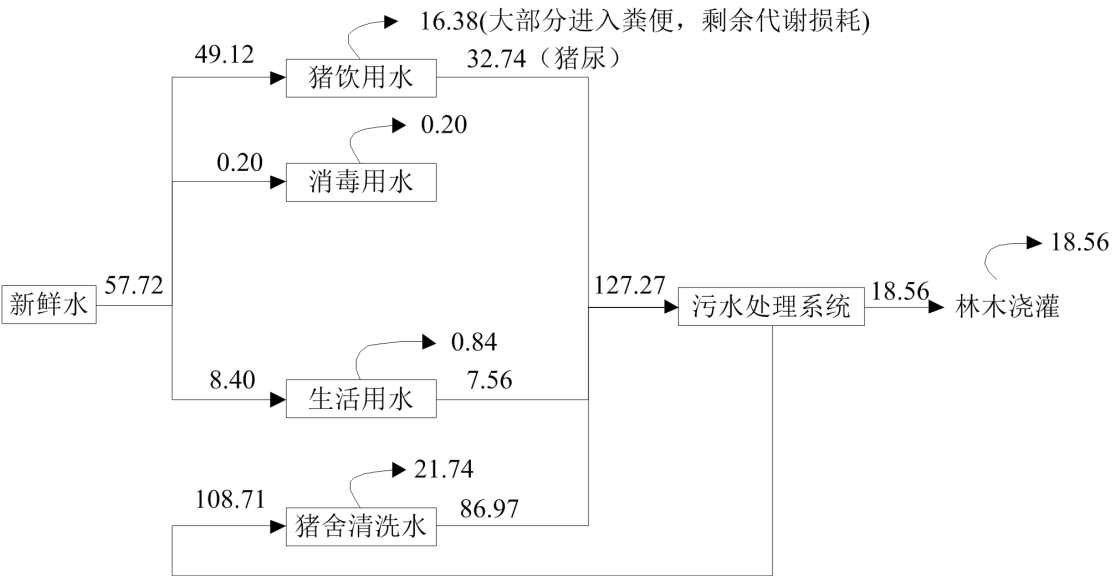 16.38(大部分进入粪便，剩余代谢损耗)
49.12
猪饮用水
32.74（猪尿）
0.20
0.20
消毒用水
18.56
新鲜水
57.72
127.27
污水处理系统
18.56
林木浇灌
0.84
8.40
生活用水
7.56
21.74
108.71
猪舍清洗水
86.97